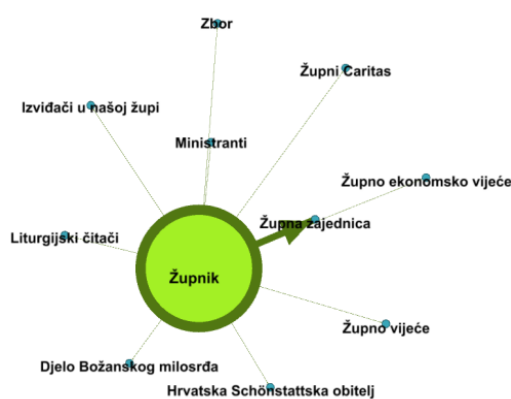 Zbor
Župni Caritas
Izviđači u našoj župi
Ministranti
Župno ekonomsko vijeće
Župna zajednica
Liturgijski čitači
Župnik
Župno vijeće
Djelo Božanskog milosrđa
Hrvatska Schönstattska obitelj